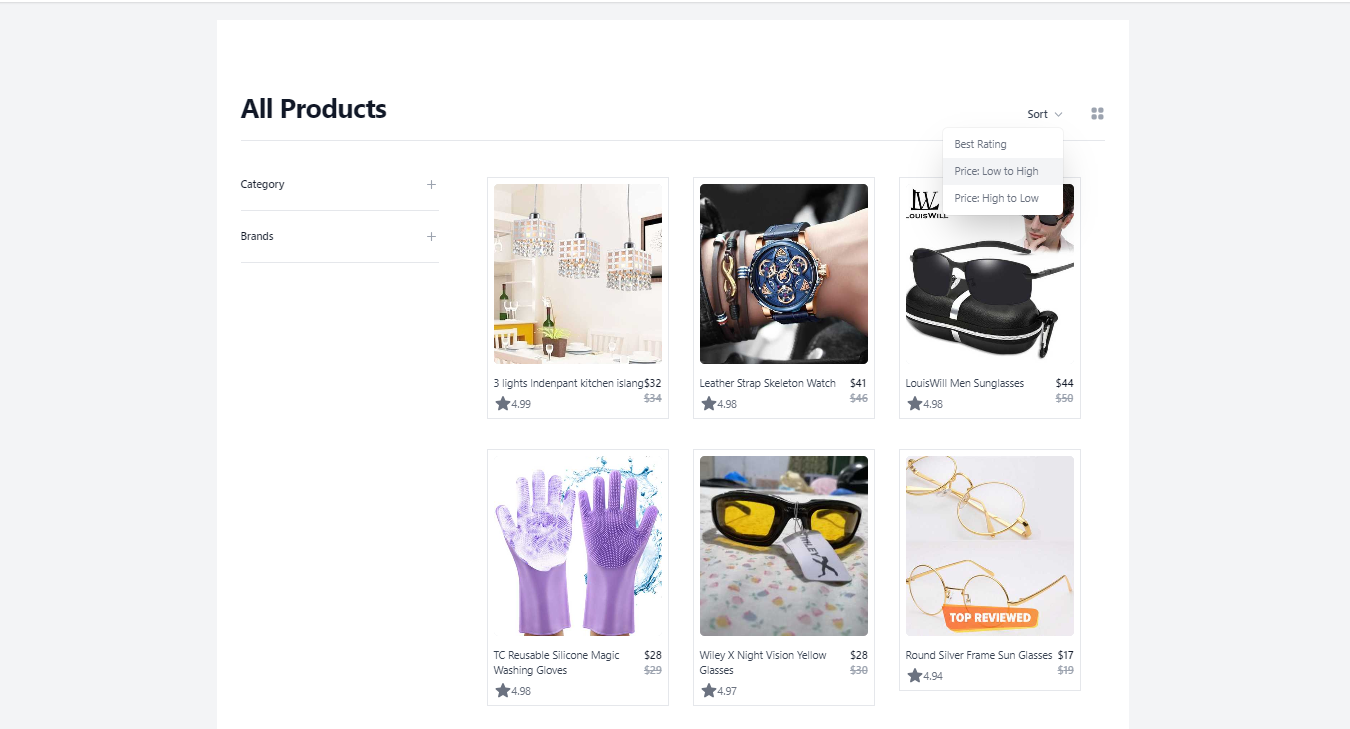 All Products
Sort
Best Rating
Price: Low to High
Price: High to Low
Category
Brands
LW
LOUISWILL
3 lights Indenpant kitchen islang
$32
$34
4.99
Leather Strap Skeleton Watch
$41
$46
4.98
LouisWill Men Sunglasses
$44
$50
4.98
WILEY X
TOP REVIEWED
TC Reusable Silicone Magic
Washing Gloves
$28
$29
4.98
Wiley X Night Vision Yellow
Glasses
$28
$30
4.97
Round Silver Frame Sun Glasses
$17
$19
4.94